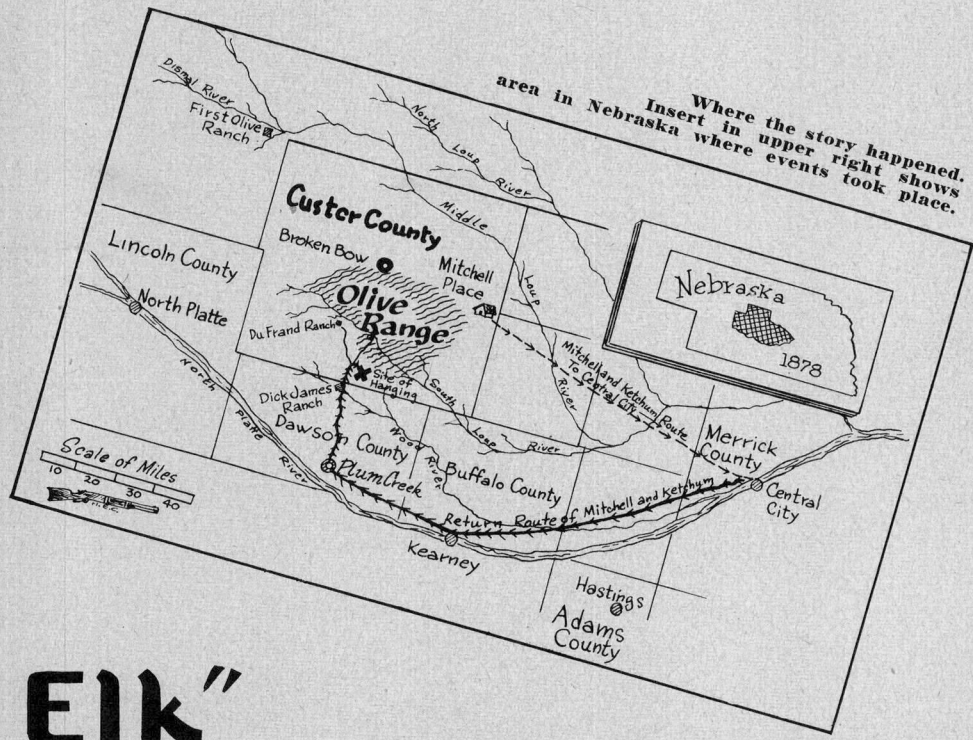 Where the story happened.
Insert in upper right shows
area in Nebraska where events took place.
Dismal River
First Olive
Ranch
North
Loup
River
Middle
Loup
River
Custer County
Broken Bow
Mitchell
Place
Olive
Range
Lincoln County
North Platte
Du Frand Ranch
Site of
Hanging
Dick James
Ranch
South
Loup
River
Nebraska
1878
Mitchell and Ketchum Route
To Central City
Merrick
County
Central
City
North
Platte
River
Dawson County
Wood
River
Buffalo County
Plum Creek
Return Route of Mitchell and Ketchum
Kearney
Scale of Miles
10
20
30
40
m.E.C.
Hastings
Adams
County
Elk"